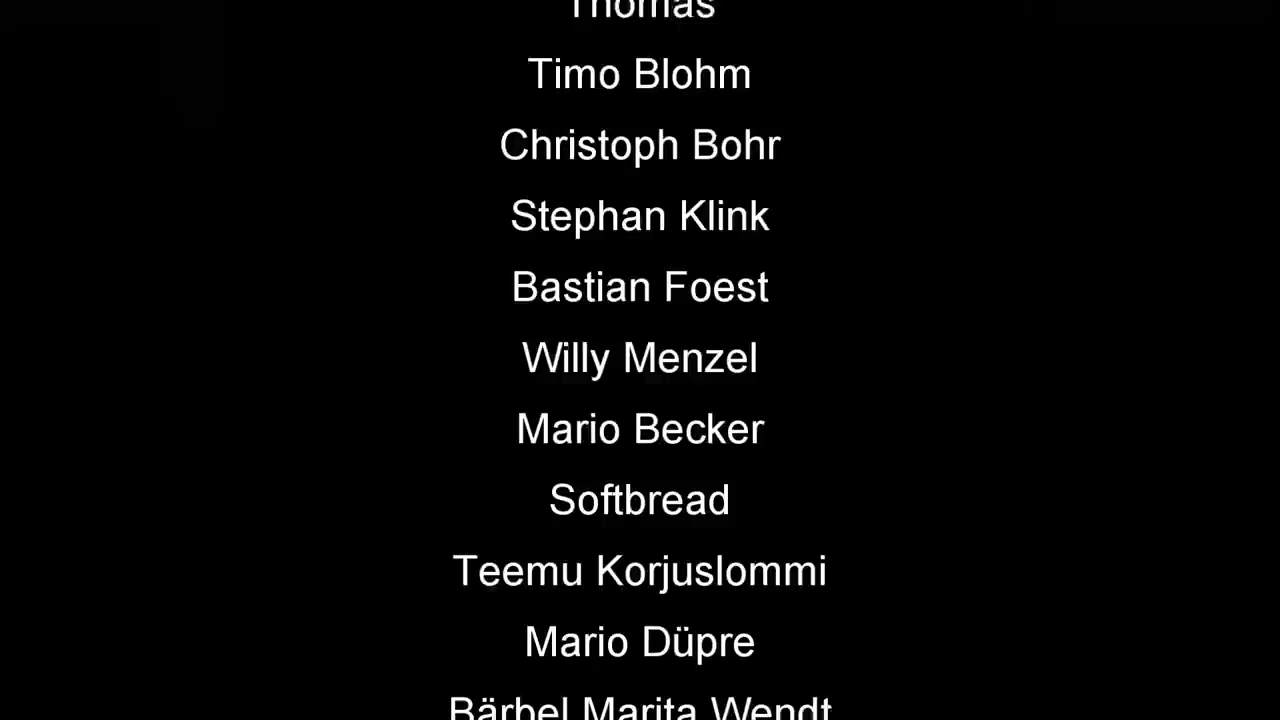 Thomas
Timo Blohm
Christoph Bohr
Stephan Klink
Bastian Foest
Willy Menzel
Mario Becker
Softbread
Teemu Korjuslommi
Mario Düpre
Bärbel Marita Wendt